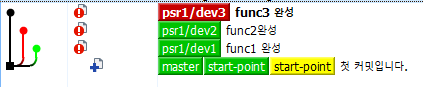 psr1/dev3 func3 완성
psr1/dev2 func2완성
psr1/dev1 func1 완성
master start-point start-point 첫 커밋입니다.